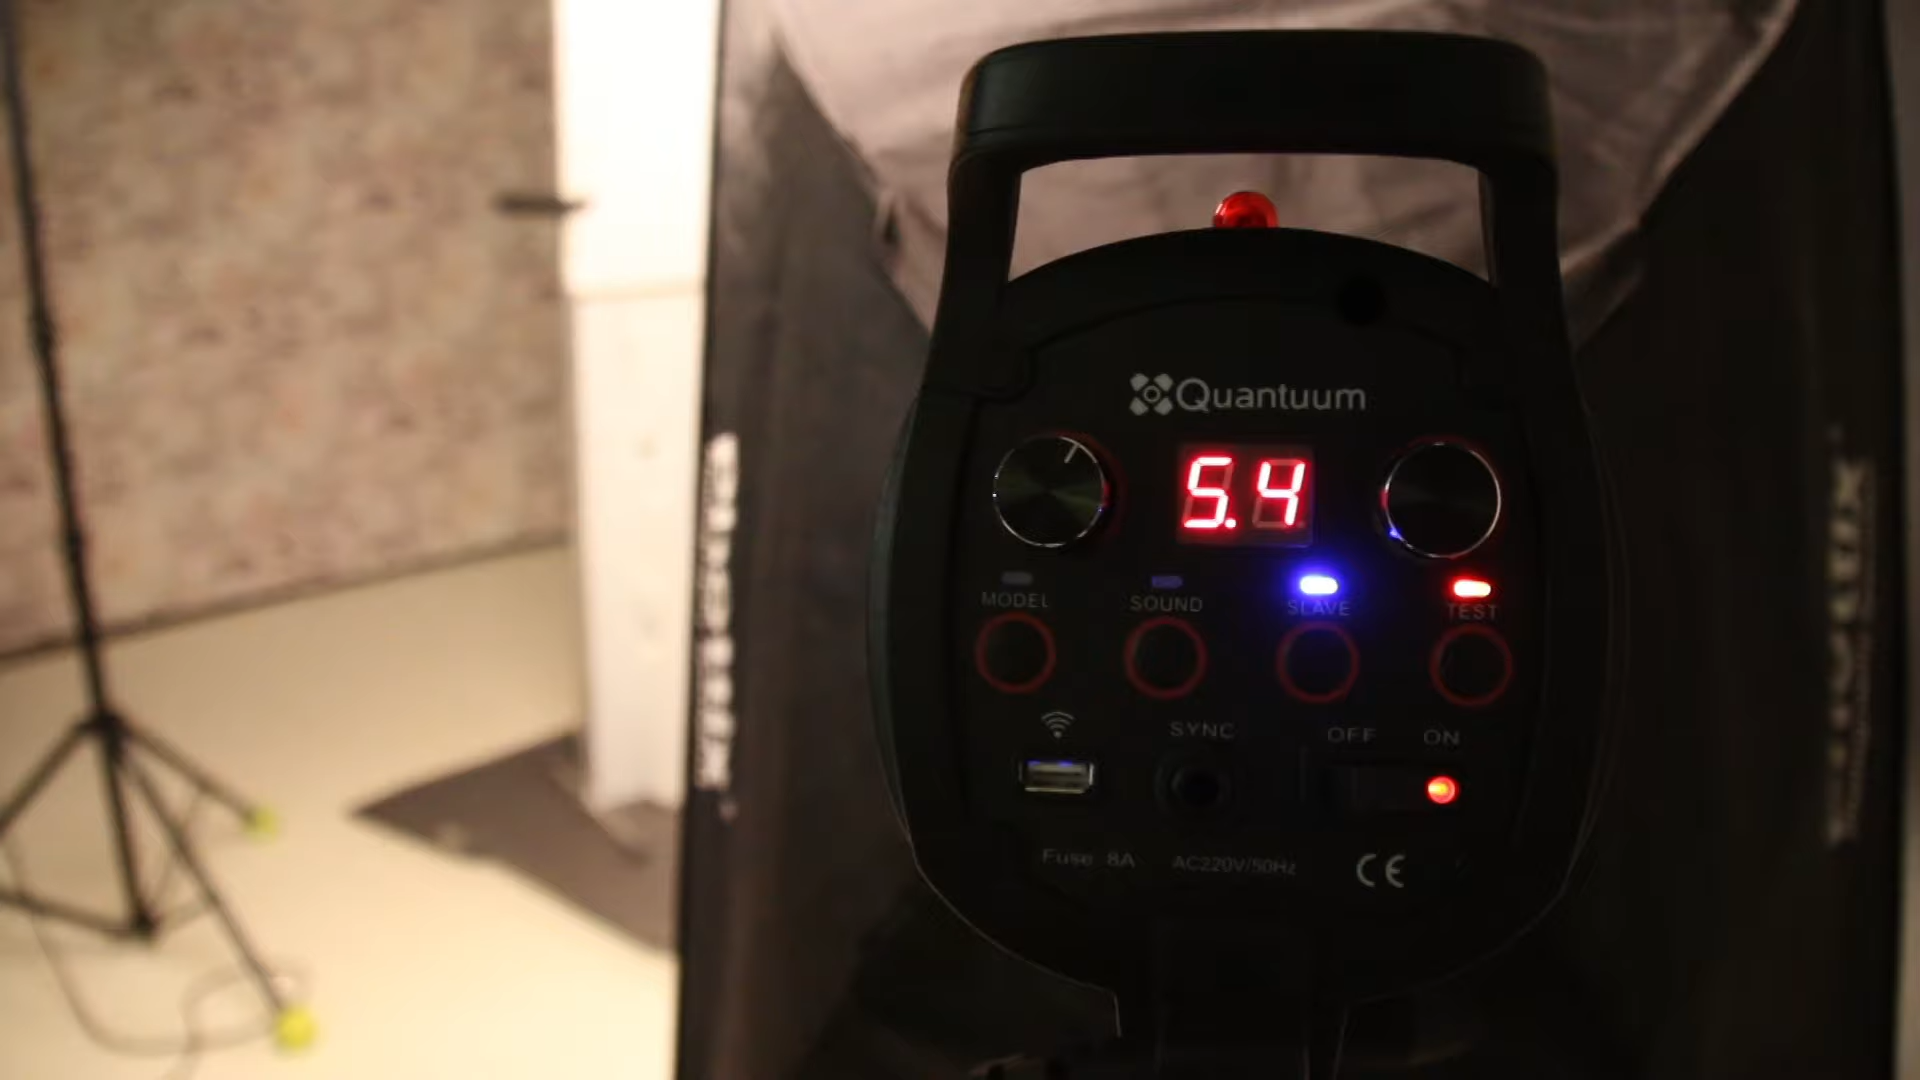 Quantuum
5.4
MODEL SOUND SLAVE TEST
SYNC OFF ON
Fuse 8A AC220V/50Hz CE